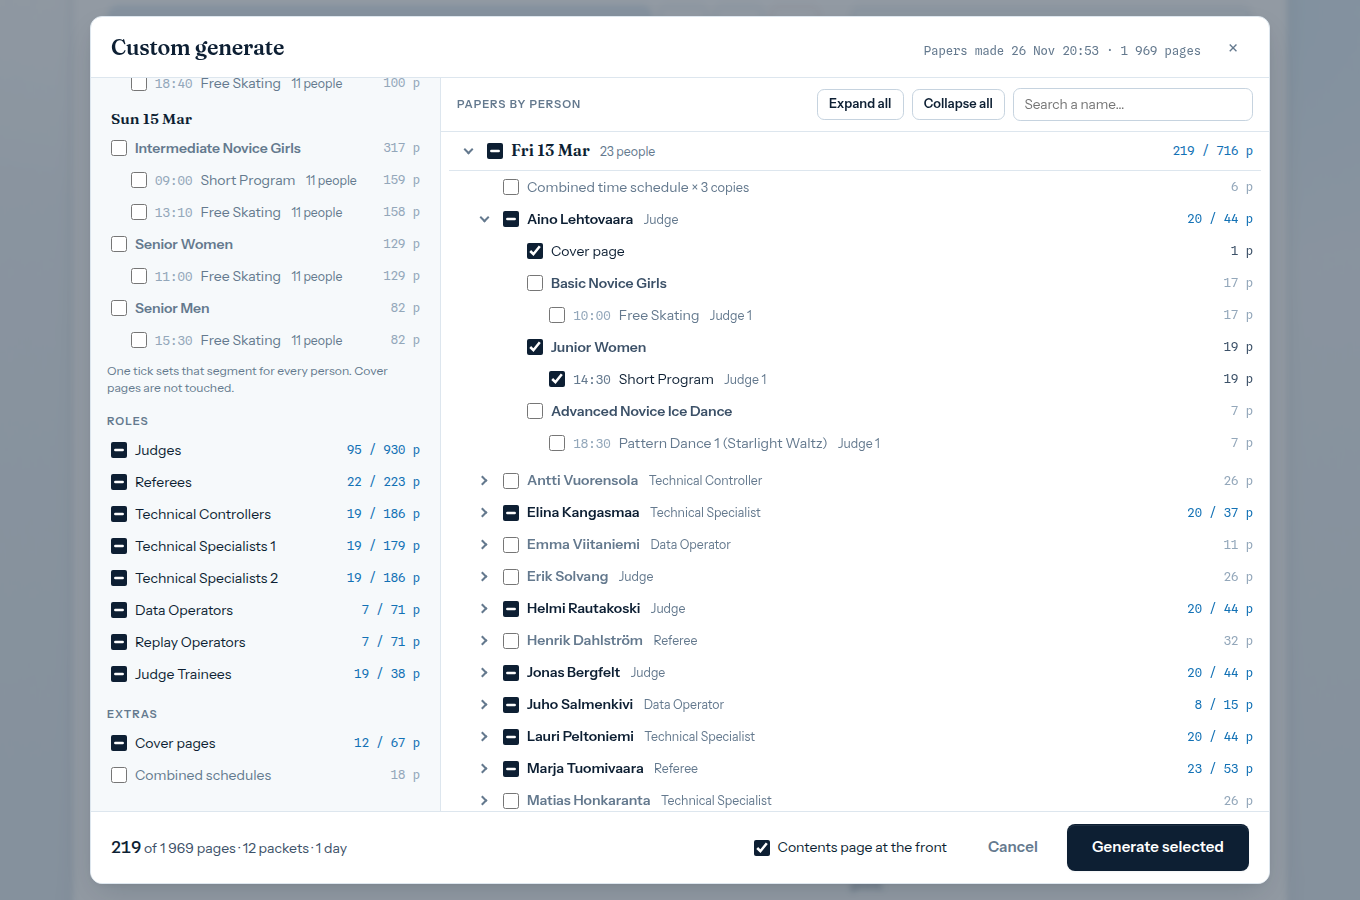 Custom generate
Papers made 26 Nov 20:53 · 1 969 pages ×
18:40 Free Skating 11 people 100 p
Sun 15 Mar
Intermediate Novice Girls 317 p
09:00 Short Program 11 people 159 p
13:10 Free Skating 11 people 158 p
Senior Women 129 p
11:00 Free Skating 11 people 129 p
Senior Men 82 p
15:30 Free Skating 11 people 82 p
One tick sets that segment for every person. Cover
pages are not touched.
ROLES
Judges 95 / 930 p
Referees 22 / 223 p
Technical Controllers 19 / 186 p
Technical Specialists 1 19 / 179 p
Technical Specialists 2 19 / 186 p
Data Operators 7 / 71 p
Replay Operators 7 / 71 p
Judge Trainees 19 / 38 p
EXTRAS
Cover pages 12 / 67 p
Combined schedules 18 p
PAPERS BY PERSON Expand all Collapse all Search a name...
Fri 13 Mar 23 people 219 / 716 p
Combined time schedule × 3 copies 6 p
Aino Lehtovaara Judge 20 / 44 p
Cover page 1 p
Basic Novice Girls 17 p
10:00 Free Skating Judge 1 17 p
Junior Women 19 p
14:30 Short Program Judge 1 19 p
Advanced Novice Ice Dance 7 p
18:30 Pattern Dance 1 (Starlight Waltz) Judge 1 7 p
Antti Vuorensola Technical Controller 26 p
Elina Kangasmaa Technical Specialist 20 / 37 p
Emma Viitaniemi Data Operator 11 p
Erik Solvang Judge 26 p
Helmi Rautakoski Judge 20 / 44 p
Henrik Dahlström Referee 32 p
Jonas Bergfelt Judge 20 / 44 p
Juho Salmenkivi Data Operator 8 / 15 p
Lauri Peltoniemi Technical Specialist 20 / 44 p
Marja Tuomivaara Referee 23 / 53 p
Matias Honkaranta Technical Specialist 26 p
219 of 1 969 pages · 12 packets · 1 day
Contents page at the front Cancel Generate selected